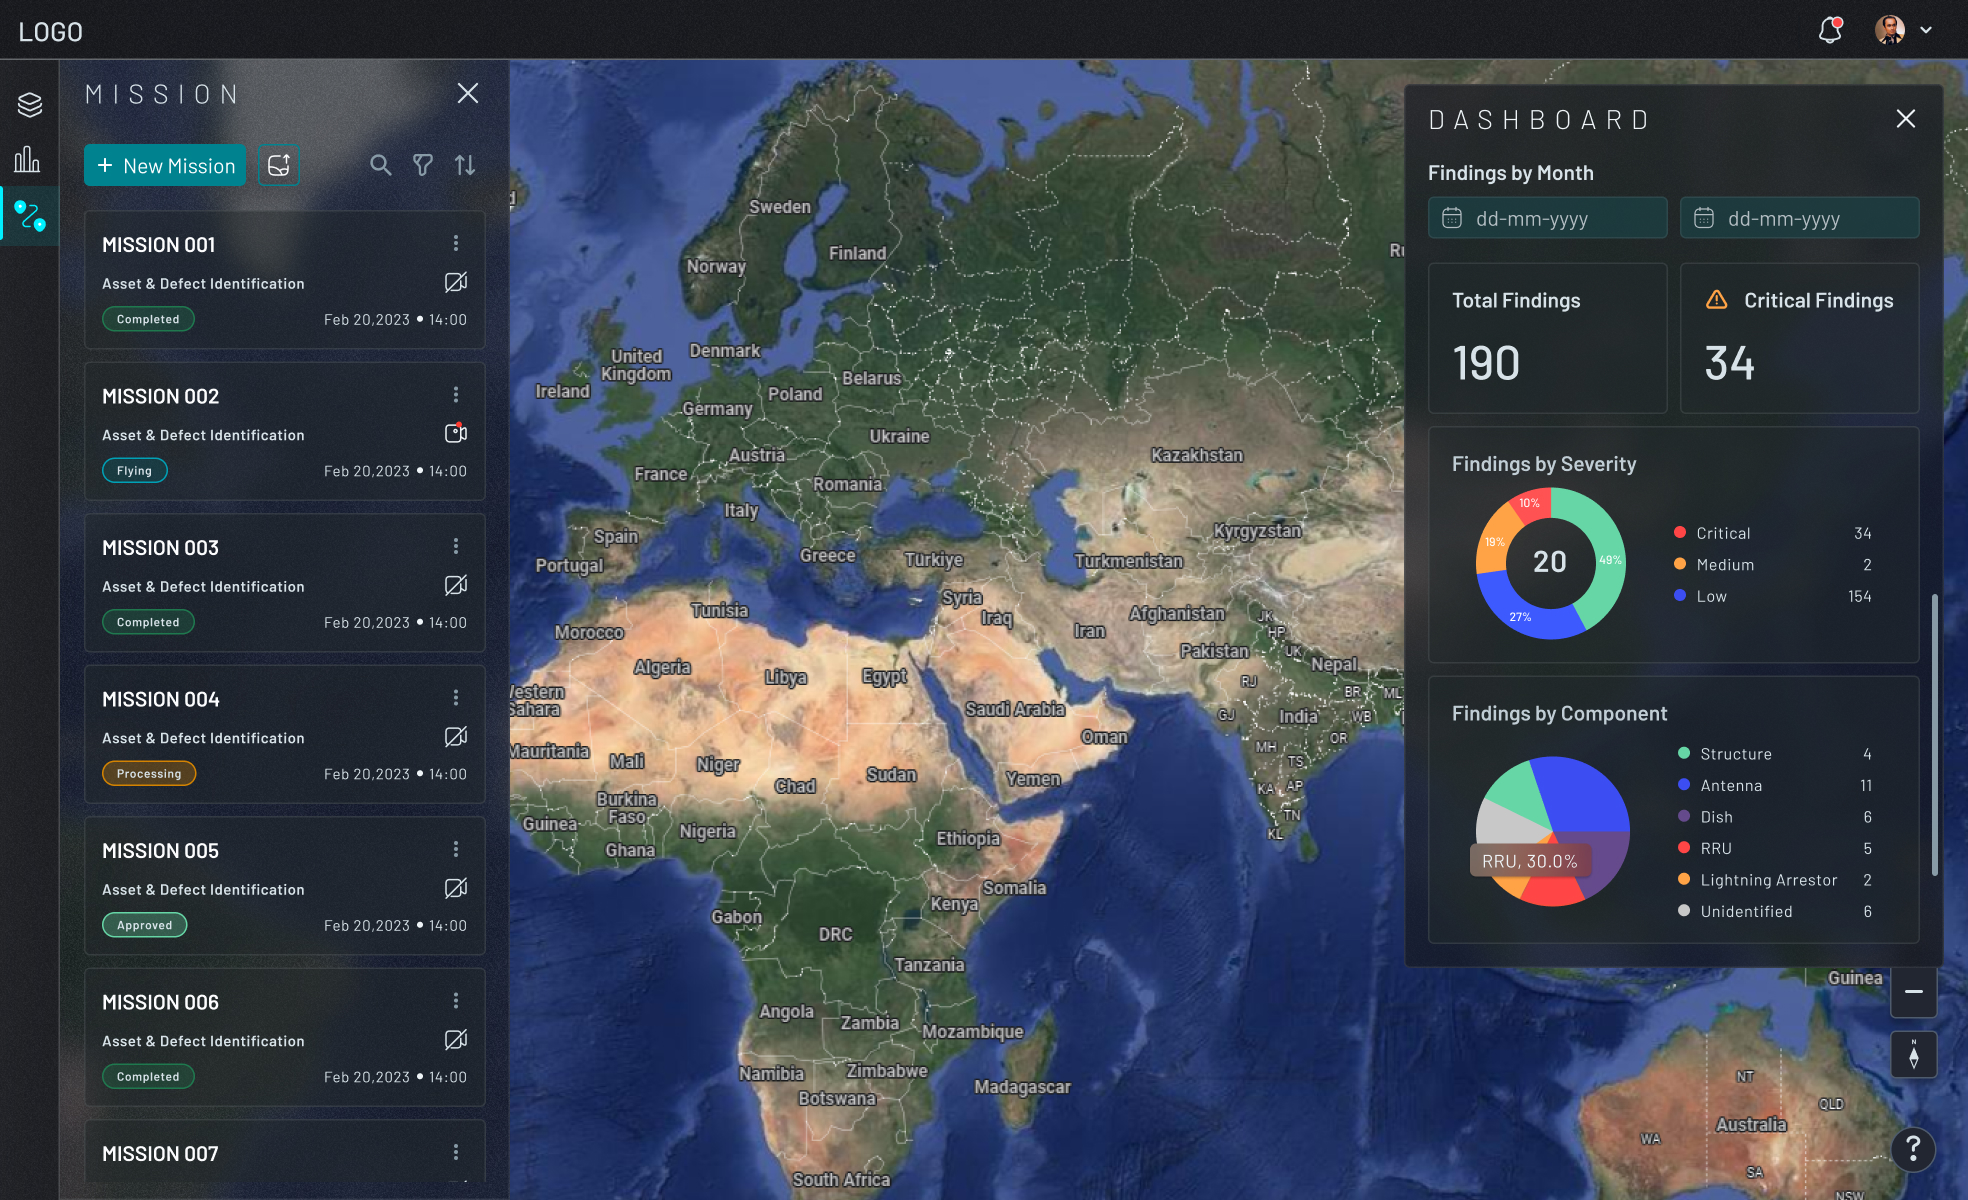 LOGO
MISSION
+ New Mission
MISSION 001
Asset & Defect Identification
Completed
Feb 20,2023 • 14:00
MISSION 002
Asset & Defect Identification
Flying
Feb 20,2023 • 14:00
MISSION 003
Asset & Defect Identification
Completed
Feb 20,2023 • 14:00
MISSION 004
Asset & Defect Identification
Processing
Feb 20,2023 • 14:00
MISSION 005
Asset & Defect Identification
Approved
Feb 20,2023 • 14:00
MISSION 006
Asset & Defect Identification
Completed
Feb 20,2023 • 14:00
MISSION 007
Sweden
Finland
Norway
United
Kingdom
Denmark
Ireland
Belarus
Poland
Germany
Ukraine
Austria
Kazakhstan
France
Romania
Italy
Spain
Kyrgyzstan
Portugal
Greece
Türkiye
Turkmenistan
Syria
Tunisia
Iraq
Afghanistan
JK
Morocco
Iran
HP
Pakistan
UK
Algeria
Libya
Egypt
Nepal
RJ
Western
Sahara
BR
ML
Saudi Arabia
GJ
India
WB
Mauritania
Oman
OR
MH
Mali
Niger
TS
Sudan
Yemen
Chad
KA
AP
Burkina
Faso
TN
Guinea
Nigeria
KL
Ghana
Ethiopia
Somalia
Kenya
Gabon
DRC
Tanzania
Angola
Zambia
Mozambique
Namibia
Zimbabwe
Madagascar
Botswana
South Africa
DASHBOARD
Findings by Month
dd-mm-yyyy
dd-mm-yyyy
Total Findings
190
Critical Findings
34
Findings by Severity
10%
19%
49%
27%
20
Critical 34
Medium 2
Low 154
Findings by Component
RRU, 30.0%
Structure 4
Antenna 11
Dish 6
RRU 5
Lightning Arrestor 2
Unidentified 6
Guinea
N
NT
QLD
Australia
WA
SA
NSW
?